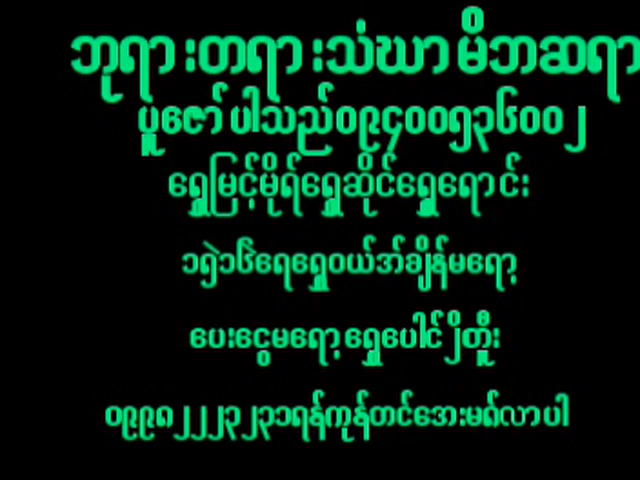 ဘုရား တရား သံဃာ မိဘဆရာ
ပူဇော်ပါသည်၀၉၄၀၀၅၃၆၀၀၂
ရွှေမြင့်မိုရ်ရွှေဆိုင်ရွှေရောင်း
၁၅ဲ၁၆ရေရွှေဝယ်အ်ချိန်မရော့
ပေးငွေမရော့ရွှေပေါင်၂ိတိူး
၀၉၉၈၂၂၂၃၂၃၁ရန်ကုန်တင်အေးမၡ်လာပါ